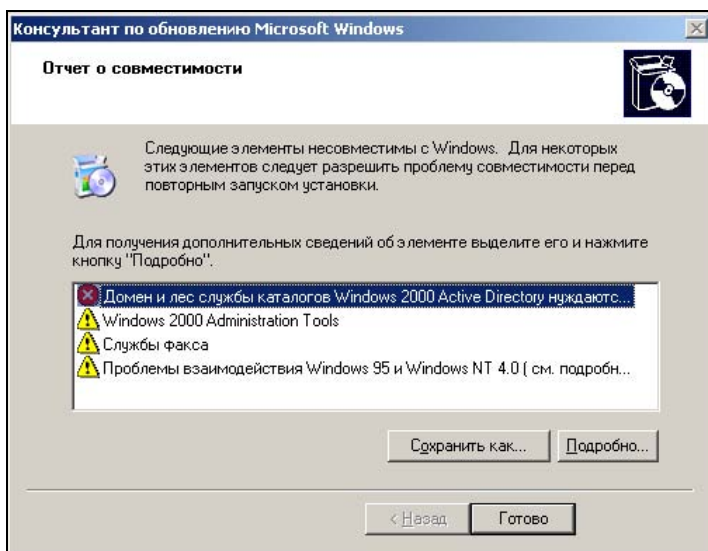 Консультант по обновлению Microsoft Windows
Отчет о совместимости
Следующие элементы несовместимы с Windows. Для некоторых
этих элементов следует разрешить проблему совместимости перед
повторным запуском установки.
Для получения дополнительных сведений об элементе выделите его и нажмите
кнопку "Подробно".
Домен и лес службы каталогов Windows 2000 Active Directory нуждаютс...
Windows 2000 Administration Tools
Службы факса
Проблемы взаимодействия Windows 95 и Windows NT 4.0 ( см. подробн...
Сохранить как...
Подробно...
< Назад
Готово